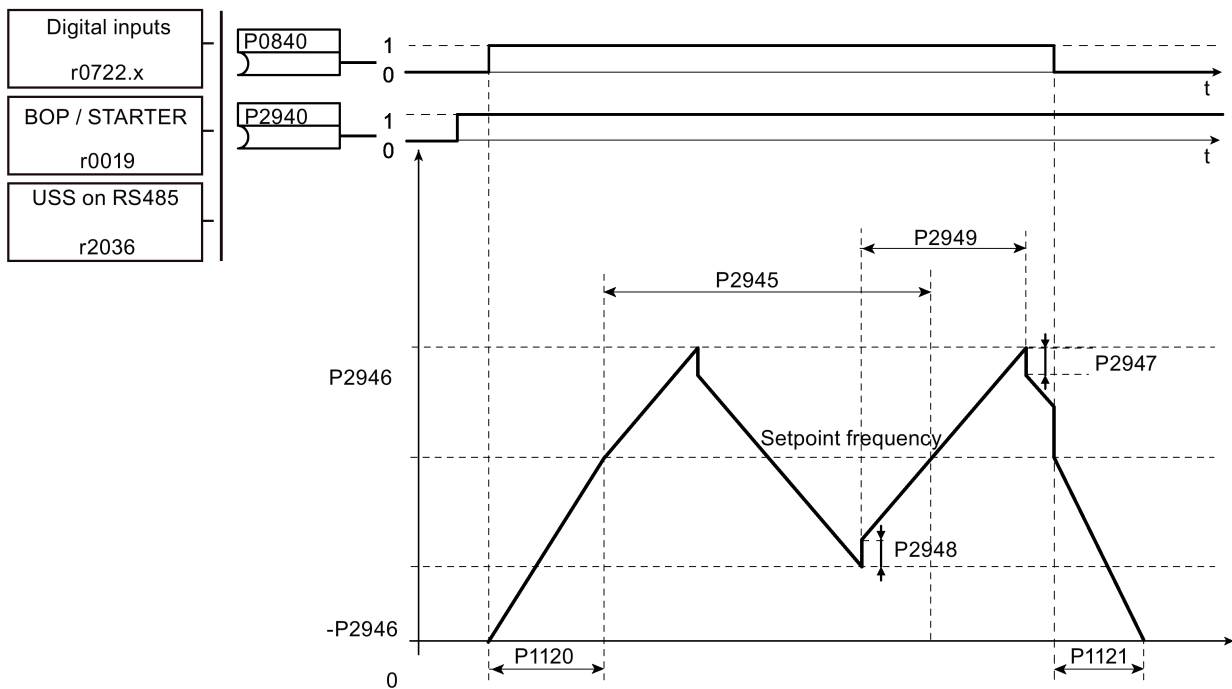 Digital inputs
r0722.x
BOP / STARTER
r0019
USS on RS485
r2036
P0840
1
0
t
P2940
1
0
t
P2949
P2945
P2946
P2947
Setpoint frequency
P2948
-P2946
P1120
P1121
0